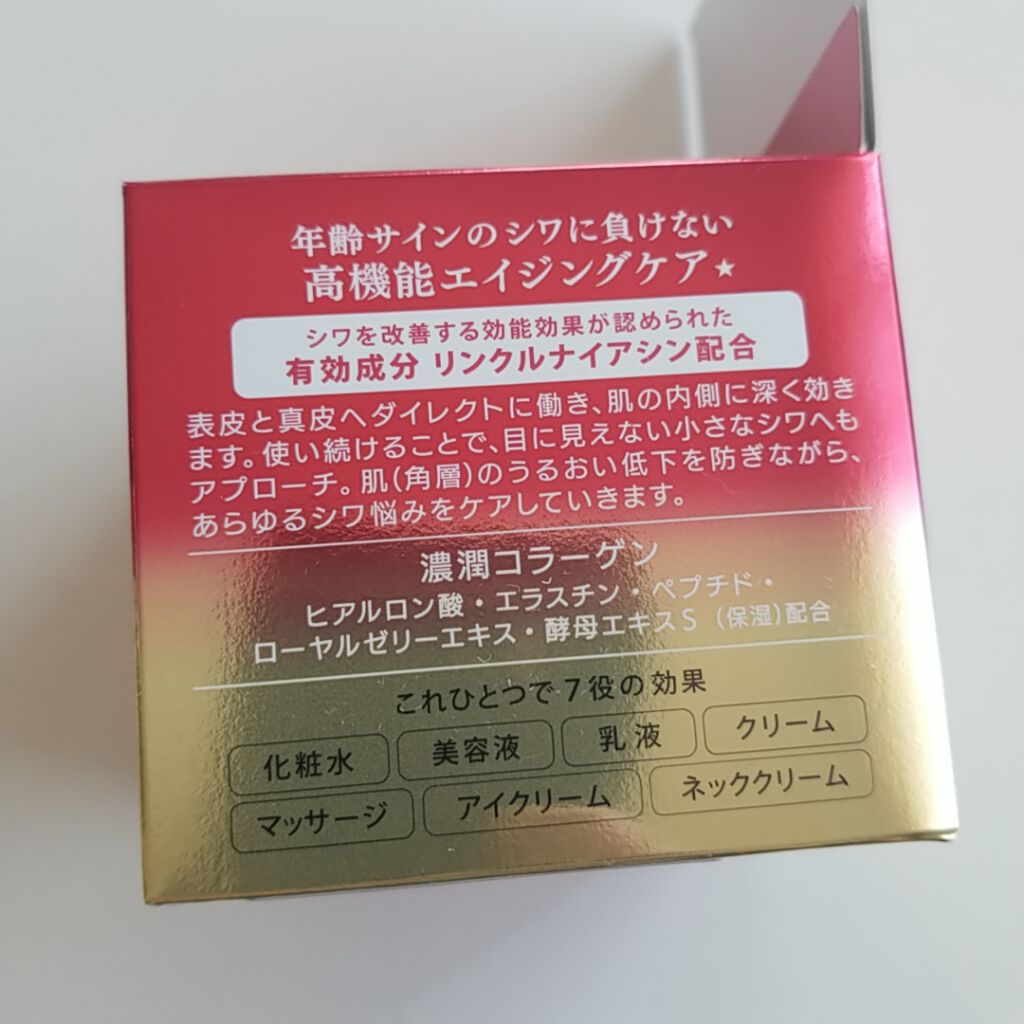 年齢サインのシワに負けない
高機能エイジングケア★
シワを改善する効能効果が認められた
有効成分 リンクルナイアシン配合
表皮と真皮へダイレクトに働き、肌の内側に深く効き
ます。使い続けることで、目に見えない小さなシワへも
アプローチ。肌(角層)のうるおい低下を防ぎながら、
あらゆるシワ悩みをケアしていきます。
濃潤コラーゲン
ヒアルロン酸・エラスチン・ペプチド・
ローヤルゼリーエキス・酵母エキスS (保湿)配合
これひとつで7役の効果
化粧水 美容液 乳液 クリーム
マッサージ アイクリーム ネッククリーム